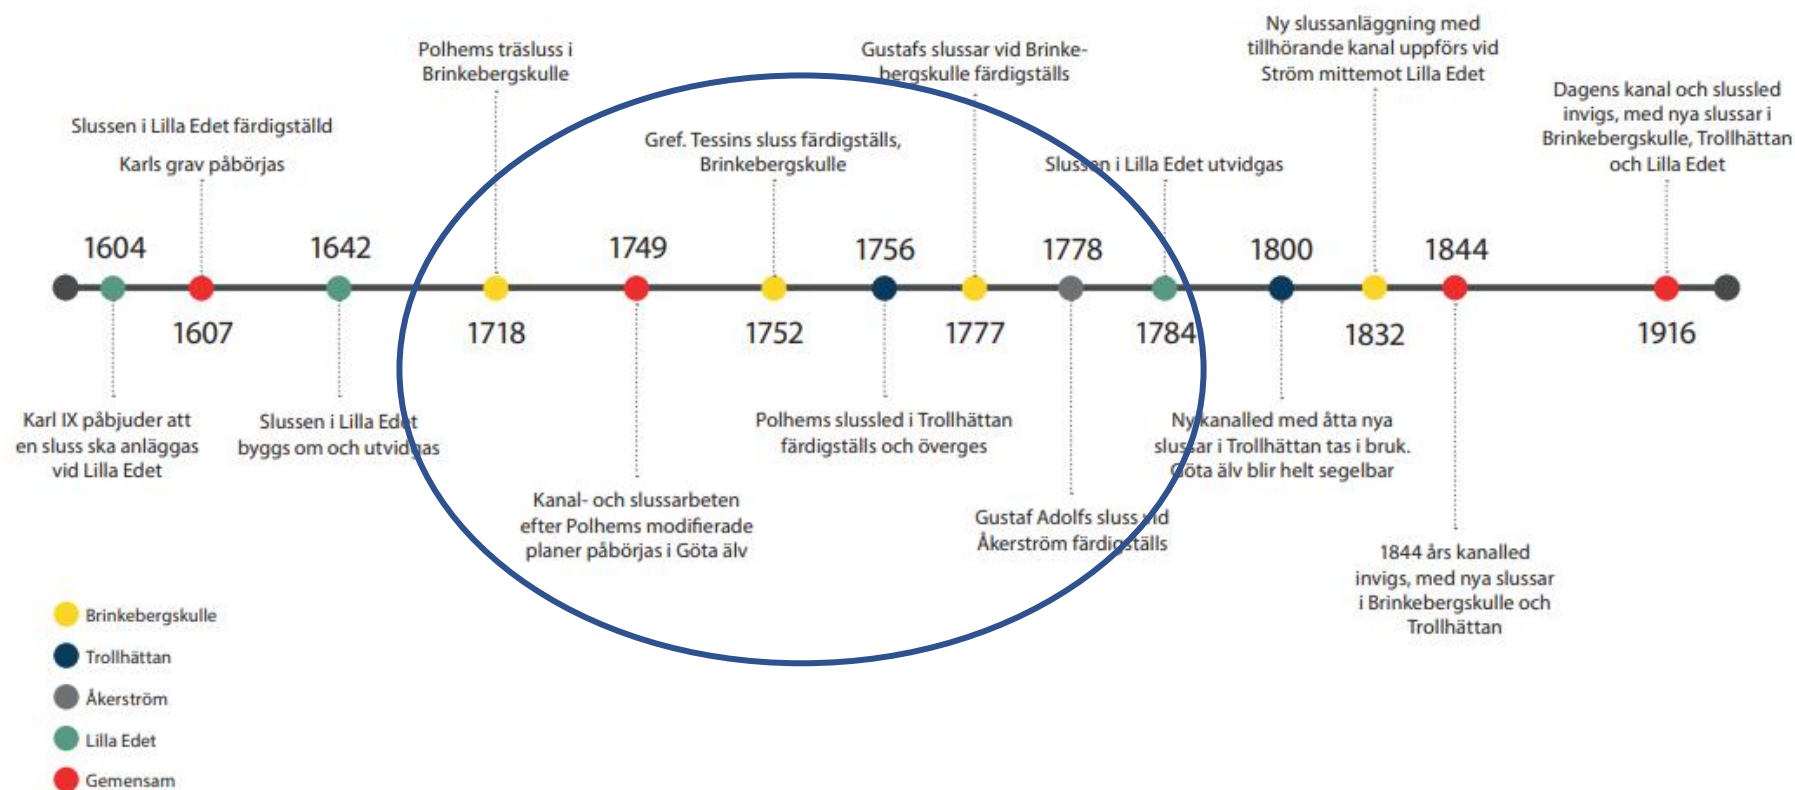 Ny slussanläggning med
tillhörande kanal uppförs vid
Ström mittemot Lilla Edet
Polhems träsluss i
Brinkebergskulle
Gustafs slussar vid Brinke-
bergskulle färdigställs
Dagens kanal och slussled
invigs, med nya slussar i
Brinkebergskulle, Trollhättan
och Lilla Edet
Slussen i Lilla Edet färdigställd
Karls grav påbörjas
Gref. Tessins sluss färdigställs,
Brinkebergskulle
Slussen i Lilla Edet utvidgas
1604
1642
1749
1756
1778
1800
1844
1607
1718
1752
1777
1784
1832
1916
Karl IX påbjuder att
en sluss ska anläggas
vid Lilla Edet
Slussen i Lilla Edet
byggs om och utvidgas
Polhems slussled i Trollhättan
färdigställs och överges
Ny kanalled med åtta nya
slussar i Trollhättan tas i bruk.
Göta älv blir helt segelbar
Kanal- och slussarbeten
efter Polhems modifierade
planer påbörjas i Göta älv
Gustaf Adolfs sluss vid
Åkerström färdigställs
1844 års kanalled
invigs, med nya slussar
i Brinkebergskulle och
Trollhättan
Brinkebergskulle
Trollhättan
Åkerström
Lilla Edet
Gemensam